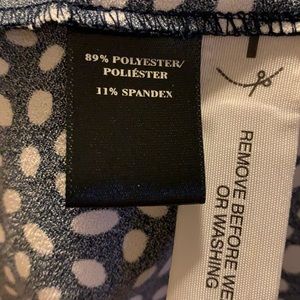 89% POLYESTER/
POLIÉSTER
11% SPANDEX
REMOVE BEFORE WE
OR WASHING